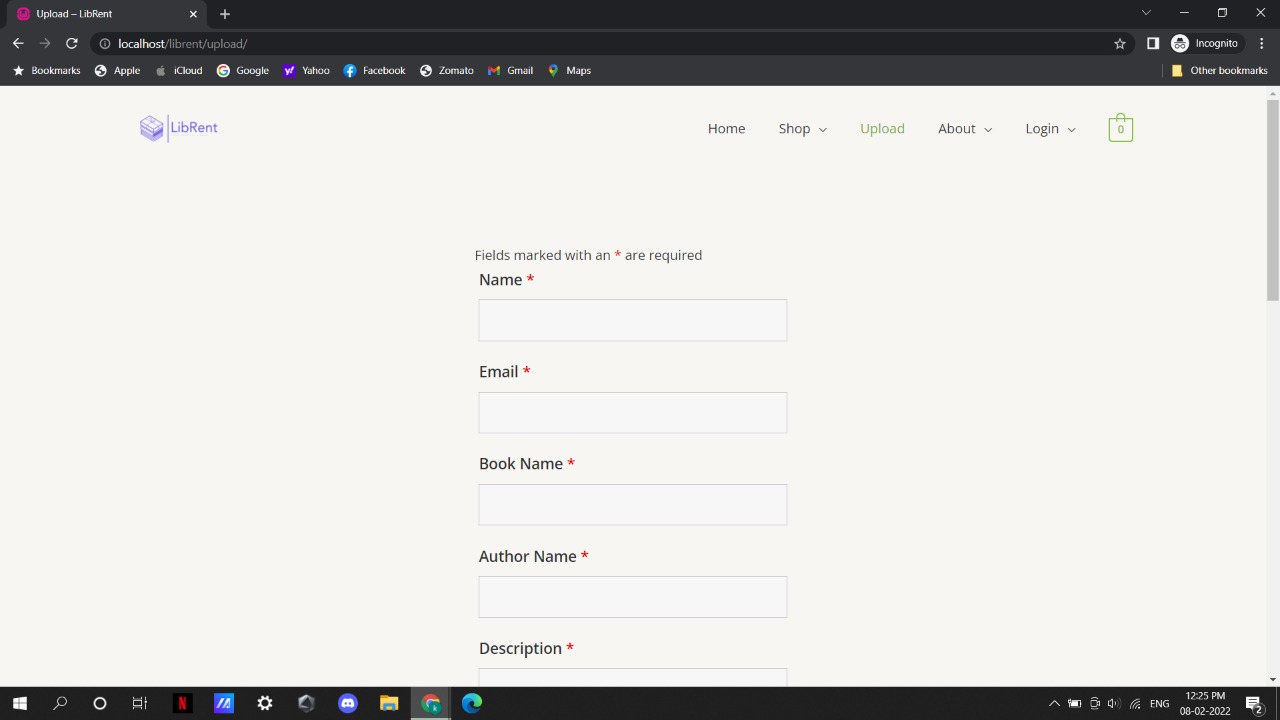 Upload – LibRent
localhost/librent/upload/
Incognito
Bookmarks Apple iCloud Google Yahoo Facebook Zomato Gmail Maps Other bookmarks
LibRent
Home Shop Upload About Login 0
Fields marked with an * are required
Name *
Email *
Book Name *
Author Name *
Description *
ENG
12:25 PM
08-02-2022
2